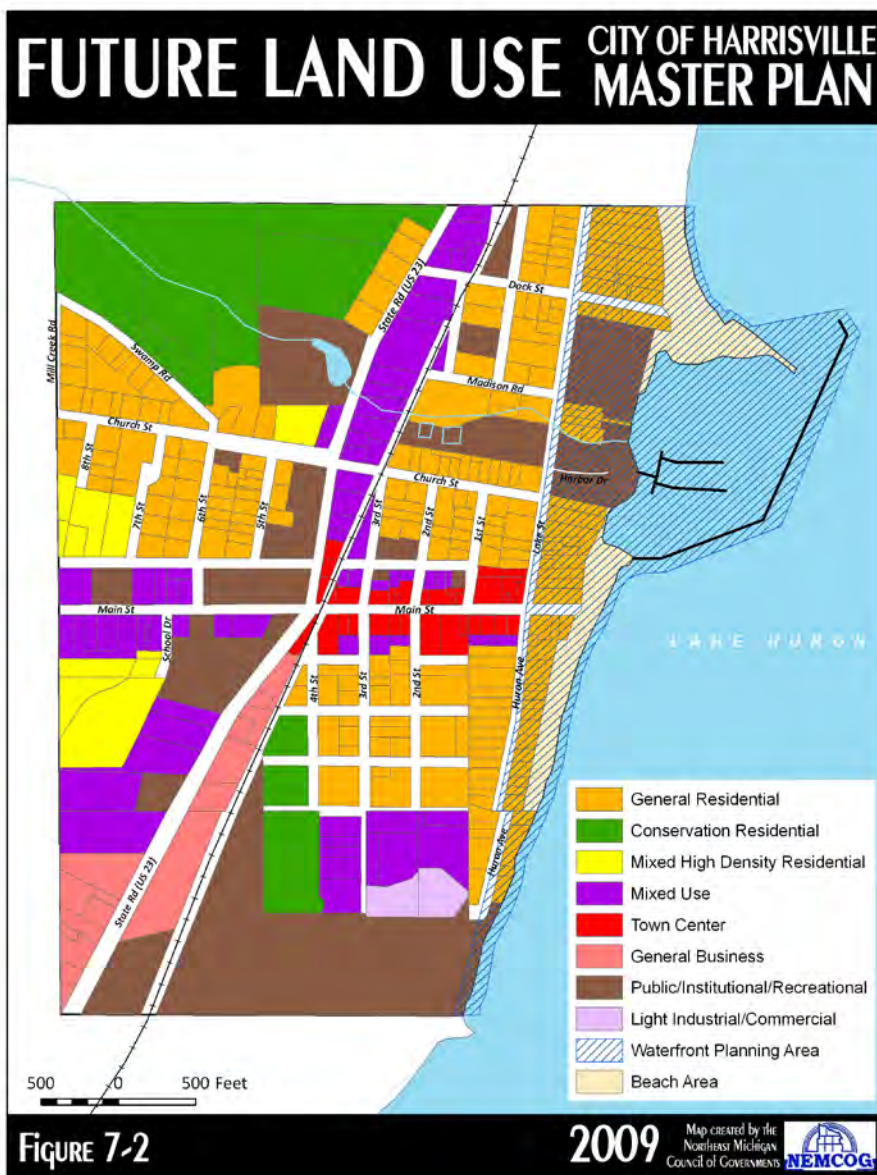 FUTURE LAND USE
CITY OF HARRISVILLE
MASTER PLAN
Dock St
State Rd (US 23)
Mill Creek Rd
Swamp Rd
Madison Rd
Church St
Church St
Harbor Dr
8th St
7th St
6th St
5th St
3rd St
2nd St
1st St
Lake St
Main St
Main St
School Dr
LAKE HURON
4th St
3rd St
2nd St
Huron Ave
Huron Ave
State Rd (US 23)
General Residential
Conservation Residential
Mixed High Density Residential
Mixed Use
Town Center
General Business
Public/Institutional/Recreational
Light Industrial/Commercial
Waterfront Planning Area
Beach Area
500 0 500 Feet
FIGURE 7-2
2009
MAP CREATED BY THE
NORTHEAST MICHIGAN
COUNCIL OF GOVERNMENTS
NEMCOG